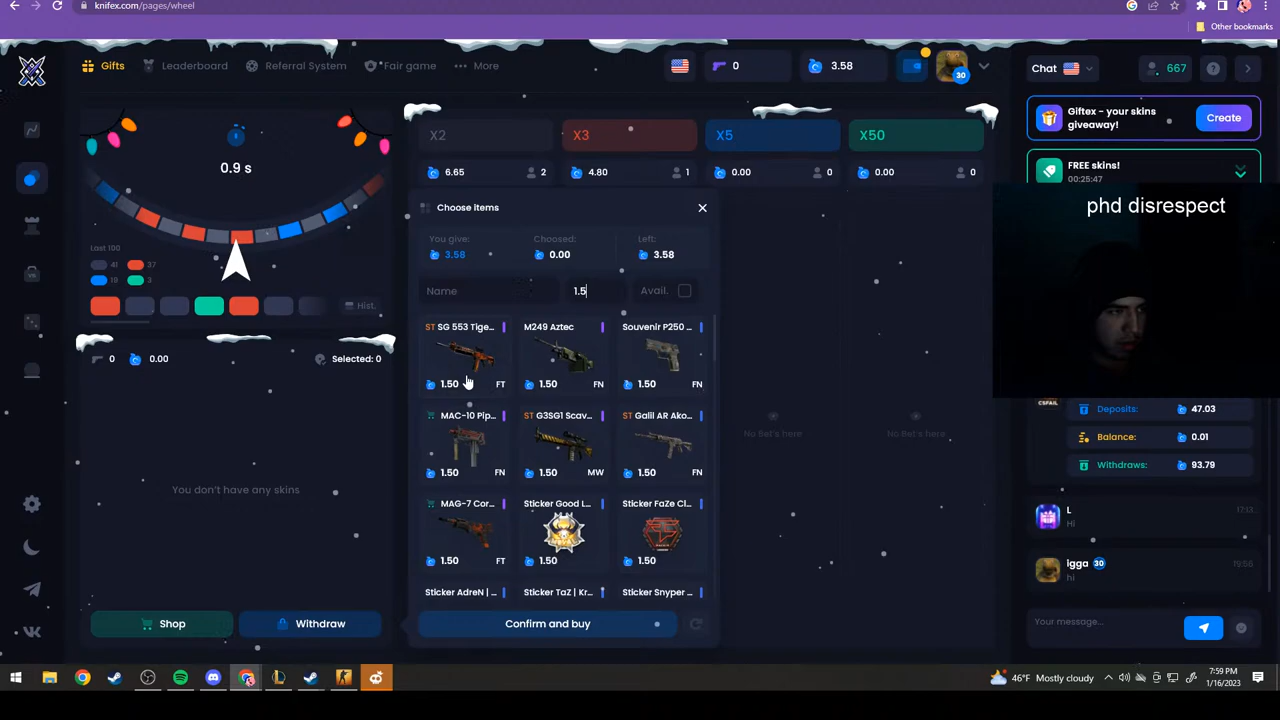 knifex.com/pages/wheel
Other bookmarks
Gifts
Leaderboard
Referral System
Fair game
More
0
3.58
30
Chat
667
0.9 s
X2
X3
X5
X50
6.65
2
4.80
1
0.00
0
0.00
0
Giftex - your skins
giveaway!
Create
FREE skins!
00:25:47
phd disrespect
Choose items
You give:
3.58
Choosed:
0.00
Left:
3.58
Name
1.5
Avail.
Last 100
41
37
19
3
Hist.
0
0.00
Selected: 0
You don't have any skins
ST SG 553 Tige...
1.50
FT
M249 Aztec
1.50
FN
Souvenir P250 ...
1.50
FN
MAC-10 Pip...
1.50
FN
ST G3SG1 Scav...
1.50
MW
ST Galil AR Ako...
1.50
FN
MAG-7 Cor...
1.50
FT
Sticker Good L...
1.50
Sticker FaZe Cl...
1.50
Sticker AdreN | ...
Sticker TaZ | Kr...
Sticker Snyper ...
Confirm and buy
Shop
Withdraw
No Bet's here
No Bet's here
CSFAIL
Deposits:
47.03
Balance:
0.01
Withdraws:
93.79
L
17:13
Hi
igga 30
19:56
hi
Your message...
46°F Mostly cloudy
7:59 PM
1/16/2023